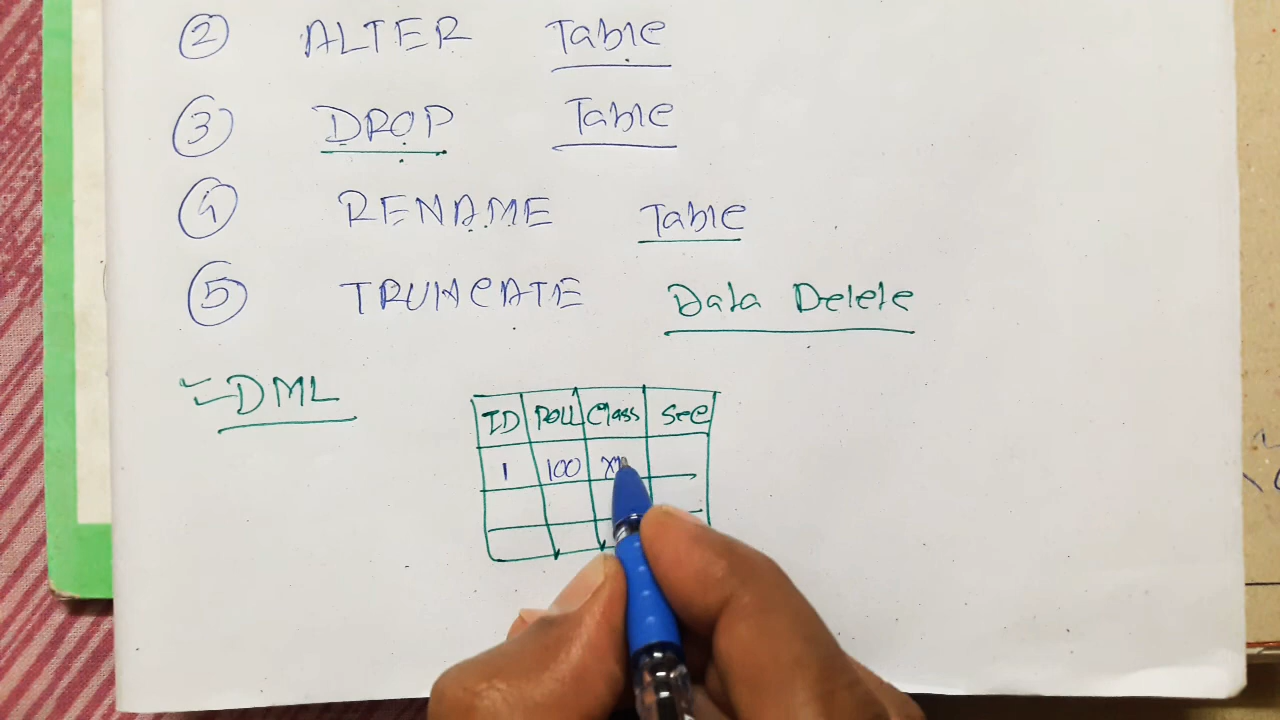 2 ALTER Table
3 DROP Table
4 RENAME Table
5 TRUNCATE Data Delete
DML
ID ROLL Class See
1 100